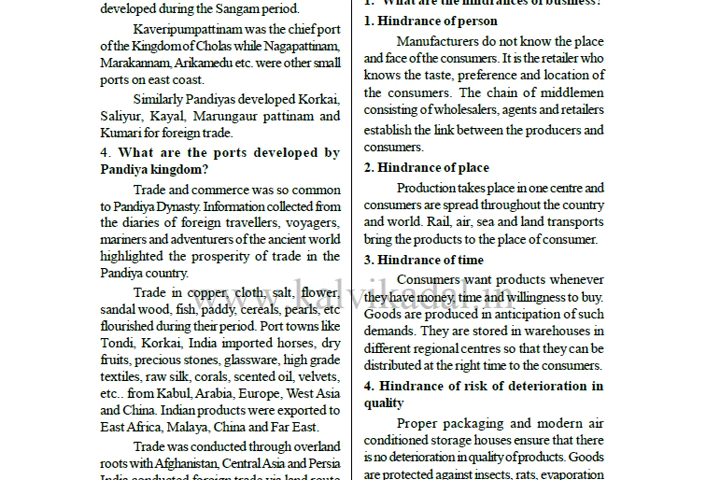 developed during the Sangam period.
Kaveripumpattinam was the chief port
of the Kingdom of Cholas while Nagapattinam,
Marakannam, Arikamedu etc. were other small
ports on east coast.
Similarly Pandiyas developed Korkai,
Saliyur, Kayal, Marungaur pattinam and
Kumari for foreign trade.
4. What are the ports developed by
Pandiya kingdom?
Trade and commerce was so common
to Pandiya Dynasty. Information collected from
the diaries of foreign travellers, voyagers,
mariners and adventurers of the ancient world
highlighted the prosperity of trade in the
Pandiya country.
Trade in copper, cloth, salt, flower,
sandal wood, fish, paddy, cereals, pearls, etc
flourished during their period. Port towns like
Tondi, Korkai, India imported horses, dry
fruits, precious stones, glassware, high grade
textiles, raw silk, corals, scented oil, velvets,
etc.. from Kabul, Arabia, Europe, West Asia
and China. Indian products were exported to
East Africa, Malaya, China and Far East.
Trade was conducted through overland
roots with Afghanistan, Central Asia and Persia
India conducted foreign trade via land route
1. What are the hindrances of business?
1. Hindrance of person
Manufacturers do not know the place
and face of the consumers. It is the retailer who
knows the taste, preference and location of
the consumers. The chain of middlemen
consisting of wholesalers, agents and retailers
establish the link between the producers and
consumers.
2. Hindrance of place
Production takes place in one centre and
consumers are spread throughout the country
and world. Rail, air, sea and land transports
bring the products to the place of consumer.
3. Hindrance of time
Consumers want products whenever
they have money, time and willingness to buy.
Goods are produced in anticipation of such
demands. They are stored in warehouses in
different regional centres so that they can be
distributed at the right time to the consumers.
4. Hindrance of risk of deterioration in
quality
Proper packaging and modern air
conditioned storage houses ensure that there
is no deterioration in quality of products. Goods
are protected against insects, rats, evaporation
www.kalvikadal.in